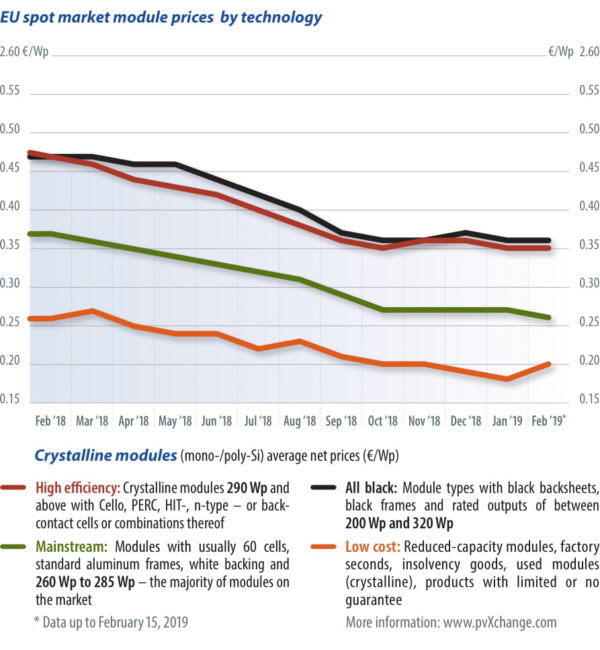 EU spot market module prices by technology
2.60 €/Wp
€/Wp 2.60
0.55
0.55
0.50
0.50
0.45
0.45
0.40
0.40
0.35
0.35
0.30
0.30
0.25
0.25
0.20
0.20
0.15
0.15
Feb ’18 Mar ’18 Apr ’18 May ’18 Jun ’18 Jul ’18 Aug ’18 Sep ’18 Oct ’18 Nov ’18 Dec ’18 Jan ’19 Feb ’19*
Crystalline modules (mono-/poly-Si) average net prices (€/Wp)
High efficiency: Crystalline modules 290 Wp and
above with Cello, PERC, HIT-, n-type – or back-
contact cells or combinations thereof
Mainstream: Modules with usually 60 cells,
standard aluminum frames, white backing and
260 Wp to 285 Wp – the majority of modules on
the market
* Data up to February 15, 2019
All black: Module types with black backsheets,
black frames and rated outputs of between
200 Wp and 320 Wp
Low cost: Reduced-capacity modules, factory
seconds, insolvency goods, used modules
(crystalline), products with limited or no
guarantee
More information: www.pvXchange.com